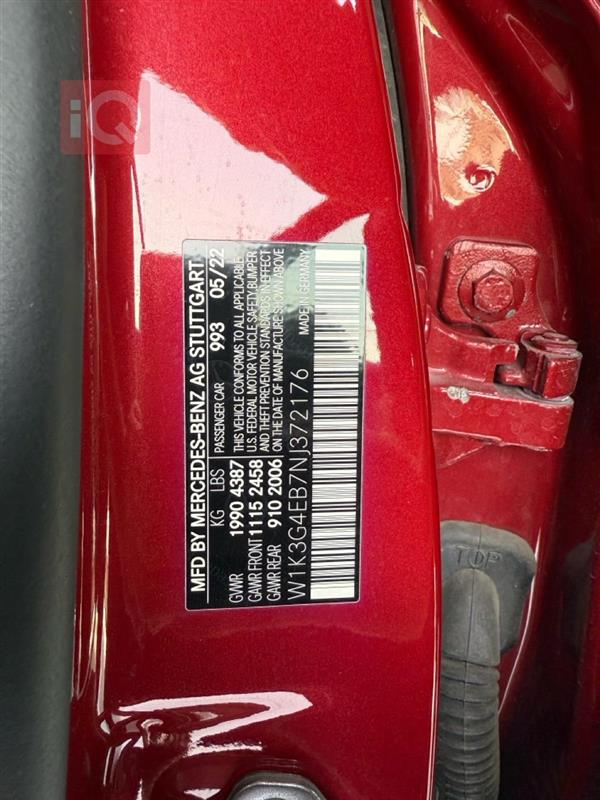 iQ
MFD BY MERCEDES-BENZ AG STUTTGART
PASSENGER CAR 993 05/22
KG LBS
GVWR 1990 4387
GAWR FRONT 1115 2458
GAWR REAR 910 2006
THIS VEHICLE CONFORMS TO ALL APPLICABLE
U.S. FEDERAL MOTOR VEHICLE SAFETY, BUMPER
AND THEFT PREVENTION STANDARDS IN EFFECT
ON THE DATE OF MANUFACTURE SHOWN ABOVE
W1K3G4EB7NJ372176
MADE IN GERMANY
TOP